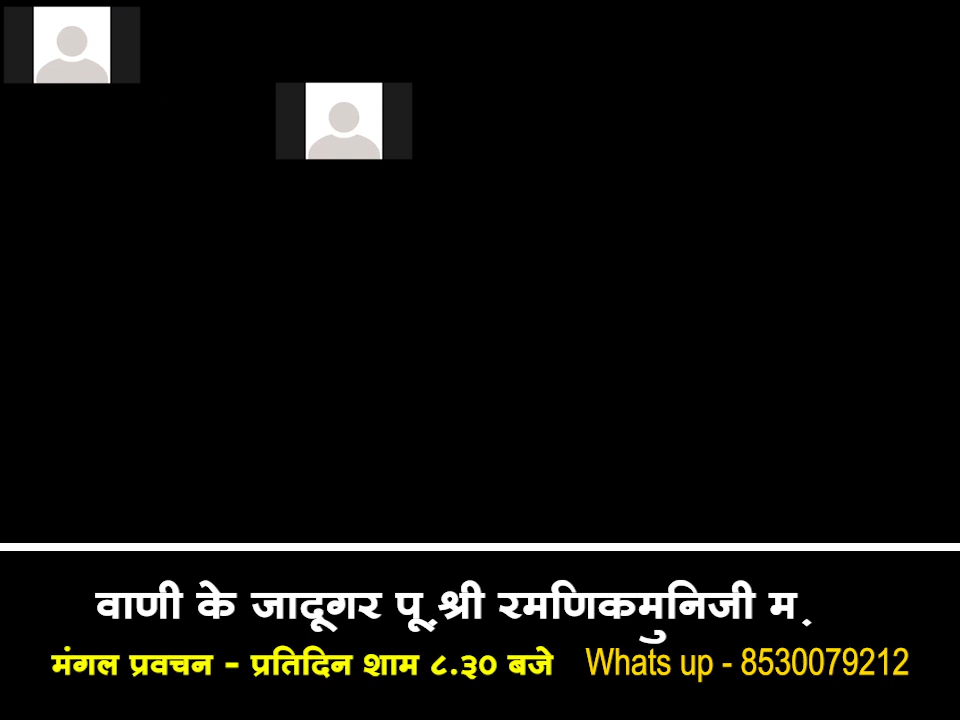 वाणी के जादूगर पू.श्री रमणिकमुनिजी म.
मंगल प्रवचन - प्रतिदिन शाम ८.३० बजे Whats up - 8530079212